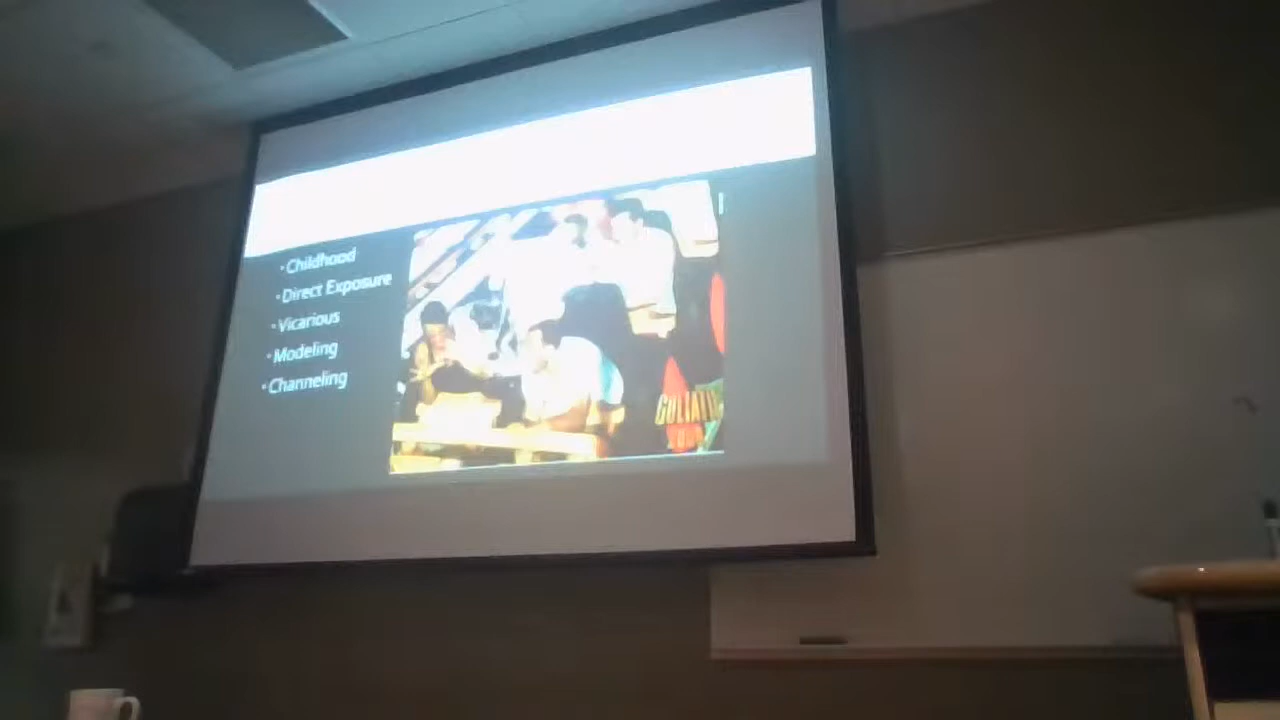 • Childhood
• Direct Exposure
• Vicarious
• Modeling
• Channeling
GOLIATH